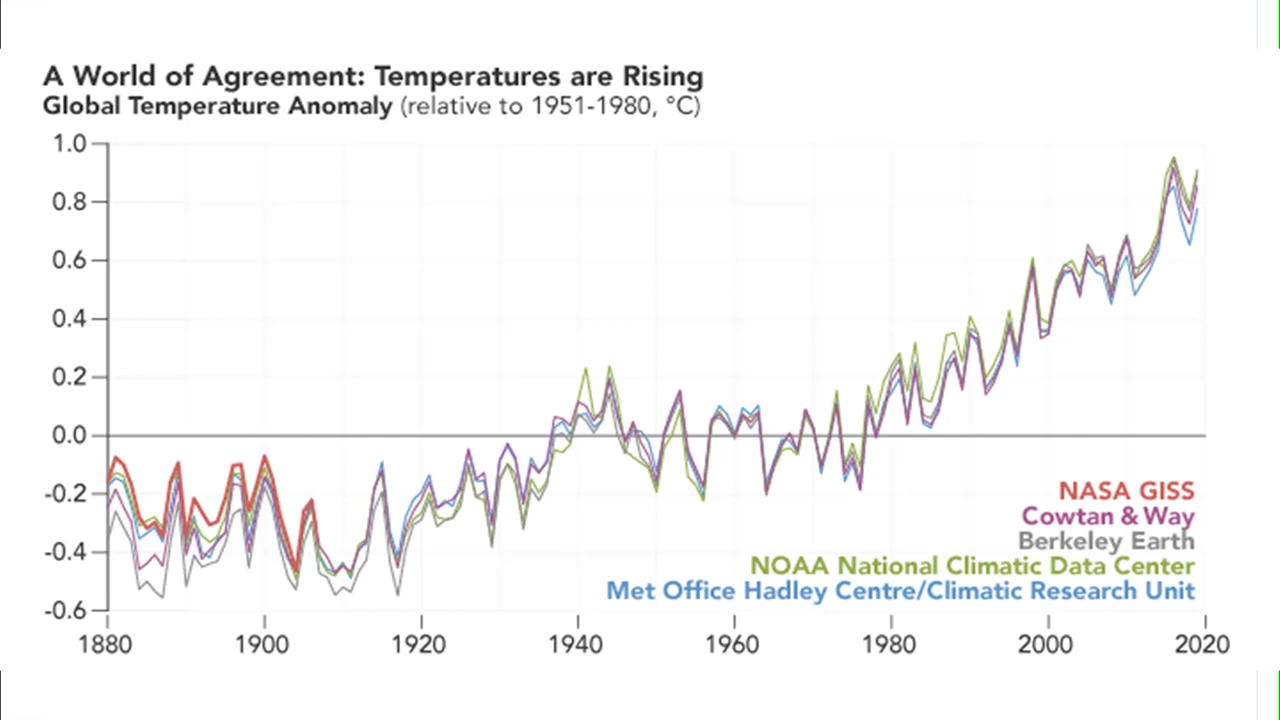 A World of Agreement: Temperatures are Rising
Global Temperature Anomaly (relative to 1951-1980, °C)
1.0
0.8
0.6
0.4
0.2
0.0
-0.2
-0.4
-0.6
NASA GISS
Cowtan & Way
Berkeley Earth
NOAA National Climatic Data Center
Met Office Hadley Centre/Climatic Research Unit
1880 1900 1920 1940 1960 1980 2000 2020